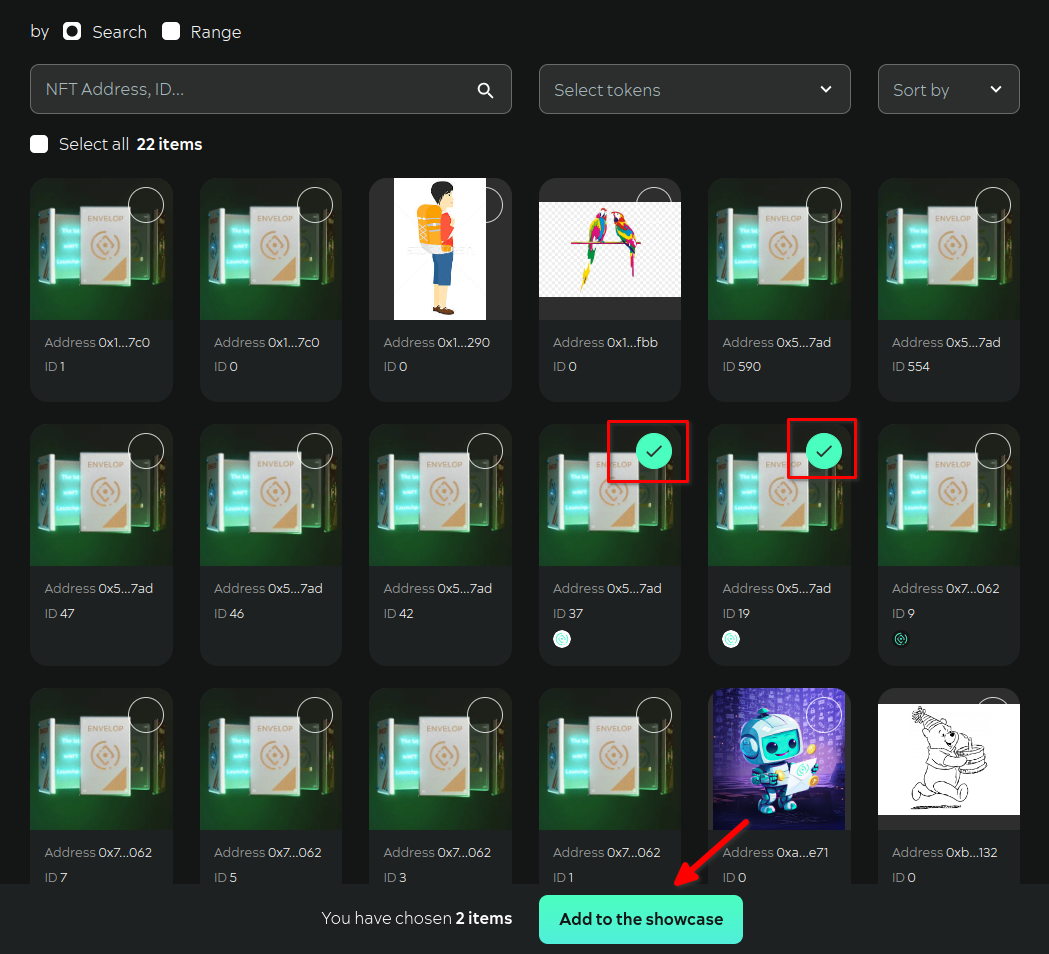 by Search Range
NFT Address, ID... Select tokens Sort by
Select all 22 items
ENVELOP ENVELOP ENVELOP ENVELOP
Address 0x1...7c0 Address 0x1...7c0 Address 0x1...290 Address 0x1...fbb Address 0x5...7ad Address 0x5...7ad
ID 1 ID 0 ID 0 ID 0 ID 590 ID 554
ENVELOP ENVELOP ENVELOP ENVELOP ENVELOP
Address 0x5...7ad Address 0x5...7ad Address 0x5...7ad Address 0x5...7ad Address 0x5...7ad Address 0x7...062
ID 47 ID 46 ID 42 ID 37 ID 19 ID 9
ENVELOP ENVELOP ENVELOP ENVELOP
Address 0x7...062 Address 0x7...062 Address 0x7...062 Address 0x7...062 Address 0xa...e71 Address 0xb...132
ID 7 ID 5 ID 3 ID 1 ID 0 ID 0
You have chosen 2 items Add to the showcase